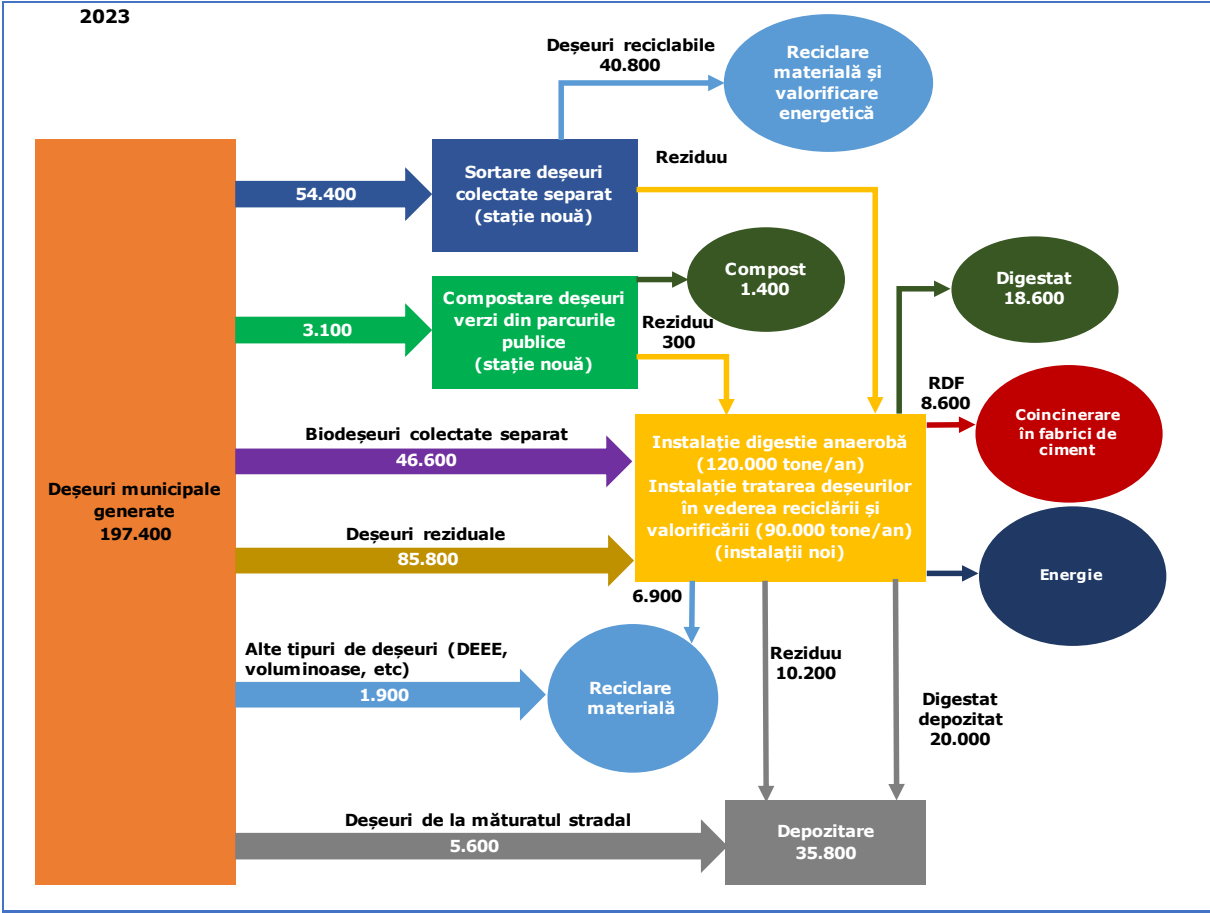 2023
Deșeuri reciclabile
40.800
Reciclare
materială și
valorificare
energetică
54.400
Sortare deșeuri
colectate separat
(stație nouă)
Reziduu
3.100
Compostare deșeuri
verzi din parcurile
publice
(stație nouă)
Compost
1.400
Reziduu
300
Digestat
18.600
RDF
8.600
Coincinerare
în fabrici de
ciment
Deșeuri municipale
generate
197.400
Biodeșeuri colectate separat
46.600
Instalație digestie anaerobă
(120.000 tone/an)
Instalație tratarea deșeurilor
în vederea reciclării și
valorificării (90.000 tone/an)
(instalații noi)
Deșeuri reziduale
85.800
Energie
6.900
Alte tipuri de deșeuri (DEEE,
voluminoase, etc)
1.900
Reciclare
materială
Reziduu
10.200
Digestat
depozitat
20.000
Deșeuri de la măturatul stradal
5.600
Depozitare
35.800